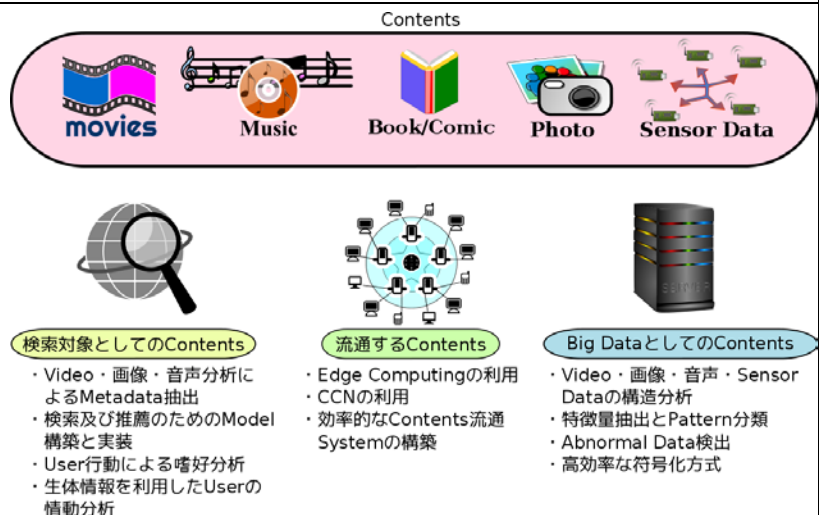 Contents
movies
Music
Book/Comic
Photo
Sensor Data
検索対象としてのContents
・Video・画像・音声分析に
よるMetadata抽出
・検索及び推薦のためのModel
構築と実装
・User行動による嗜好分析
・生体情報を利用したUserの
情動分析
流通するContents
・Edge Computingの利用
・CCNの利用
・効率的なContents流通
Systemの構築
Big DataとしてのContents
・Video・画像・音声・Sensor
Dataの構造分析
・特徴量抽出とPattern分類
・Abnormal Data検出
・高効率な符号化方式